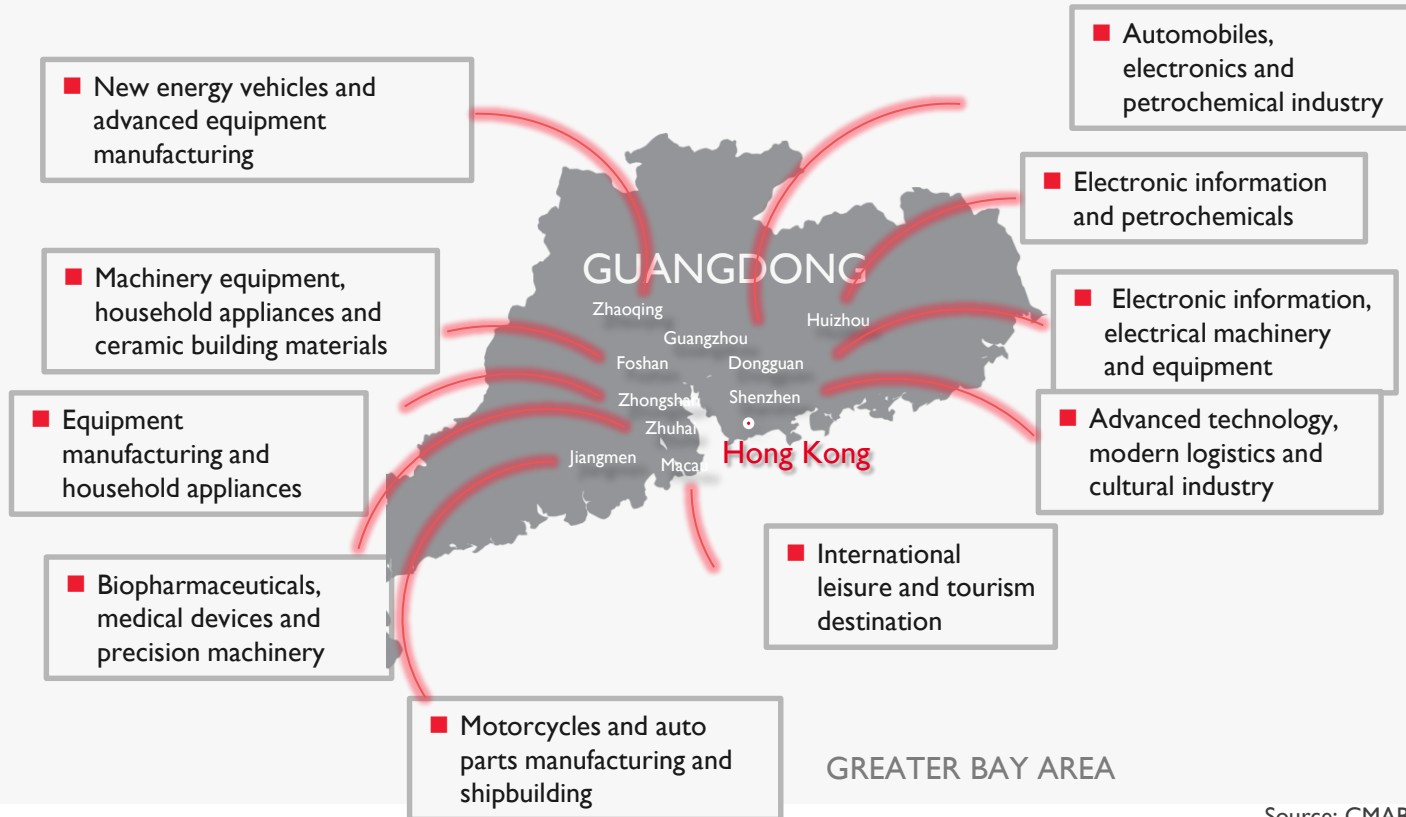 Automobiles,
electronics and
petrochemical industry
New energy vehicles and
advanced equipment
manufacturing
Electronic information
and petrochemicals
Machinery equipment,
household appliances and
ceramic building materials
GUANGDONG
Electronic information,
electrical machinery
and equipment
Zhaoqing
Huizhou
Guangzhou
Foshan
Dongguan
Zhongshan
Shenzhen
Zhuhai
Jiangmen
Macau
Hong Kong
Equipment
manufacturing and
household appliances
Advanced technology,
modern logistics and
cultural industry
Biopharmaceuticals,
medical devices and
precision machinery
International
leisure and tourism
destination
Motorcycles and auto
parts manufacturing and
shipbuilding
GREATER BAY AREA
Source: CMAB